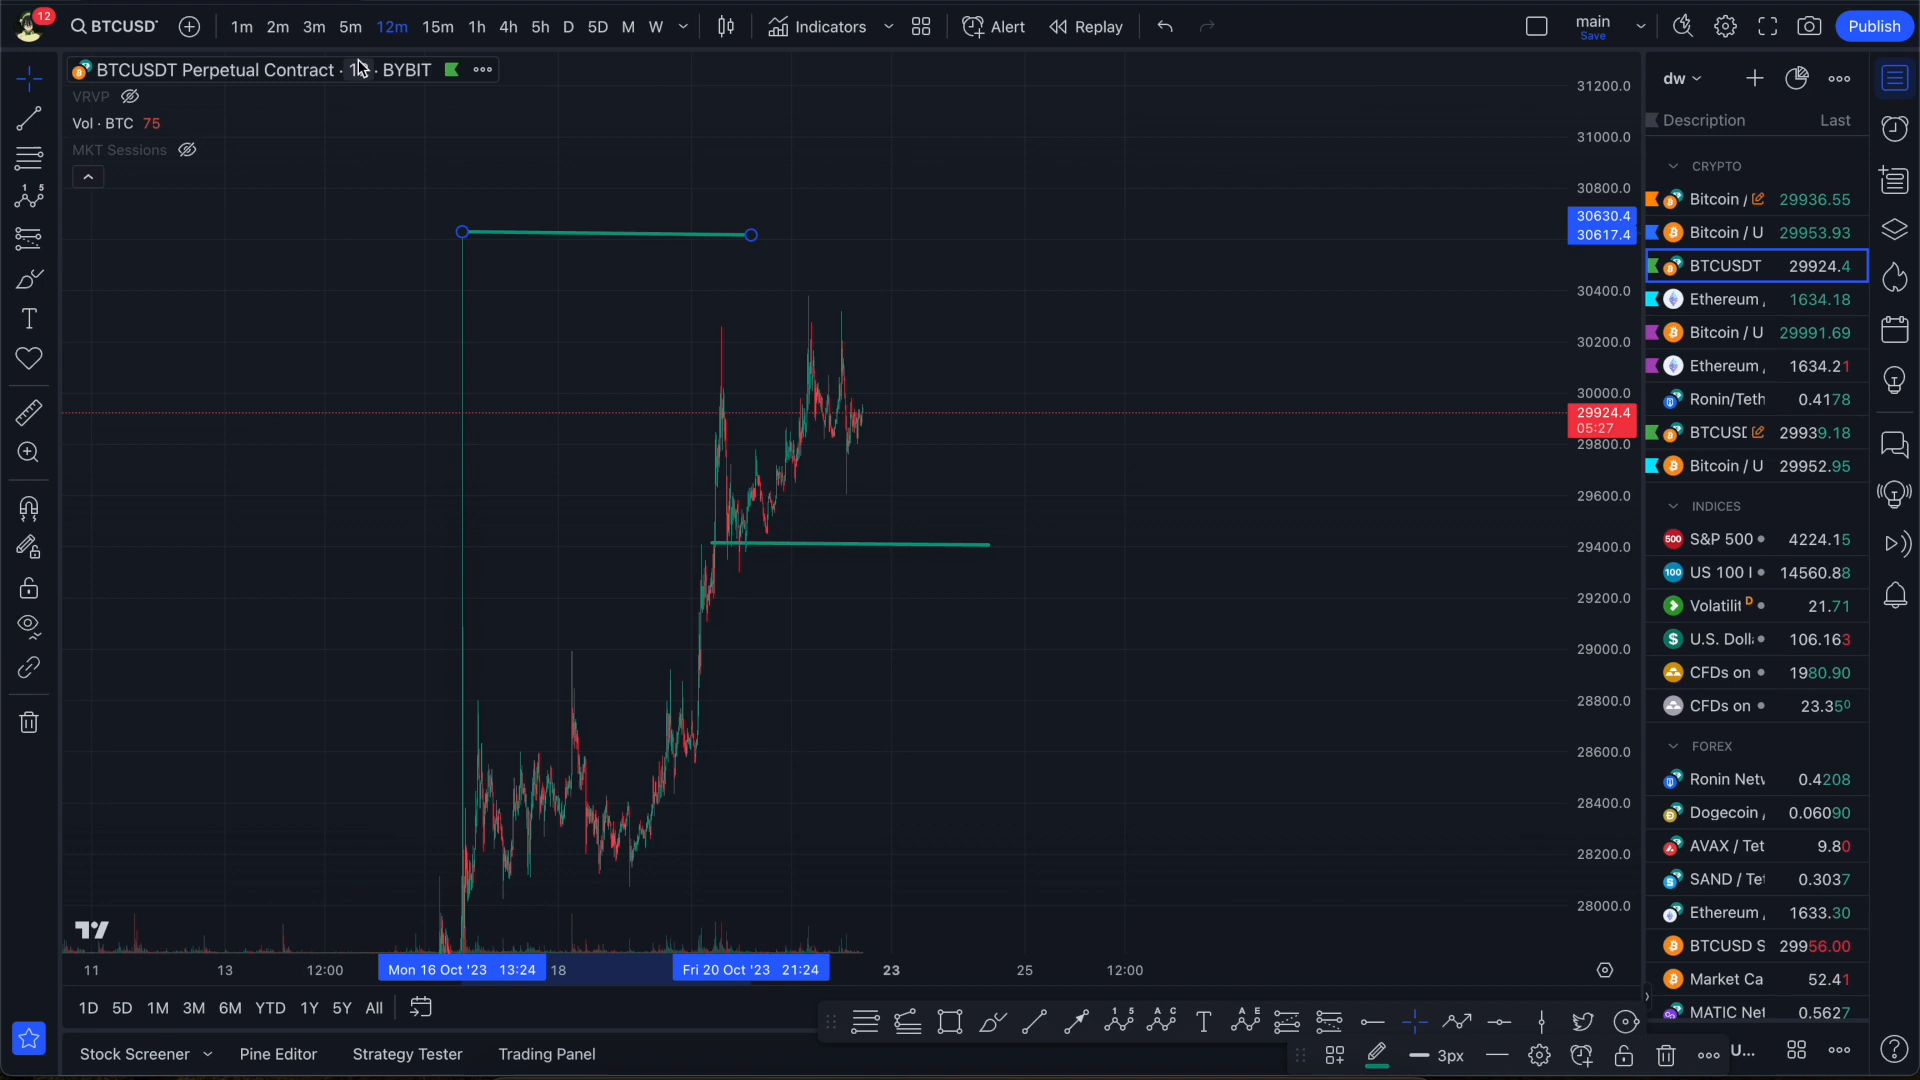 12
BTCUSDT
1m 2m 3m 5m 12m 15m 1h 4h 5h D 5D M W
Indicators
Alert
Replay
main
Save
Publish
BTCUSDT Perpetual Contract · · BYBIT
VRVP
Vol · BTC 75
MKT Sessions
31200.0
31000.0
30800.0
30630.4
30617.4
30400.0
30200.0
30000.0
29924.4
05:27
29800.0
29600.0
29400.0
29200.0
29000.0
28800.0
28600.0
28400.0
28200.0
28000.0
11 13 12:00 Mon 16 Oct '23 13:24 18 Fri 20 Oct '23 21:24 23 25 12:00
1D 5D 1M 3M 6M YTD 1Y 5Y All
3px
Stock Screener Pine Editor Strategy Tester Trading Panel
dw
Description Last
CRYPTO
Bitcoin / 29936.55
Bitcoin / U 29953.93
BTCUSDT 29924.4
Ethereum 1634.18
Bitcoin / U 29991.69
Ethereum 1634.21
Ronin/Teth 0.4178
BTCUSD 29939.18
Bitcoin / U 29952.95
INDICES
500 S&P 500 4224.15
100 US 100 I 14560.88
Volatilit D 21.71
$ U.S. Doll 106.163
CFDs on 1980.90
CFDs on 23.350
FOREX
Ronin Netw 0.4208
Dogecoin 0.06090
AVAX / Tet 9.80
SAND / Te 0.3037
Ethereum 1633.30
BTCUSD S 29956.00
Market Ca 52.41
MATIC Net 0.5627
U...